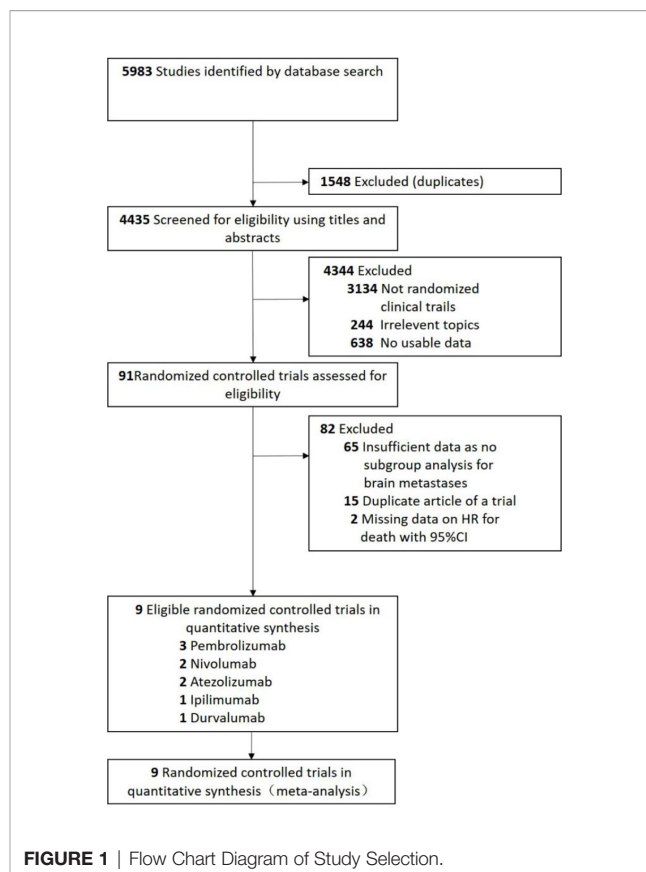 5983 Studies identified by database search
1548 Excluded (duplicates)
4435 Screened for eligibility using titles and
abstracts
4344 Excluded
3134 Not randomized
clinical trails
244 Irrelevent topics
638 No usable data
91Randomized controlled trials assessed for
eligibility
82 Excluded
65 Insufficient data as no
subgroup analysis for
brain metastases
15 Duplicate article of a trial
2 Missing data on HR for
death with 95%CI
9 Eligible randomized controlled trials in
quantitative synthesis
3 Pembrolizumab
2 Nivolumab
2 Atezolizumab
1 Ipilimumab
1 Durvalumab
9 Randomized controlled trials in
quantitative synthesis（meta-analysis）
FIGURE 1 | Flow Chart Diagram of Study Selection.